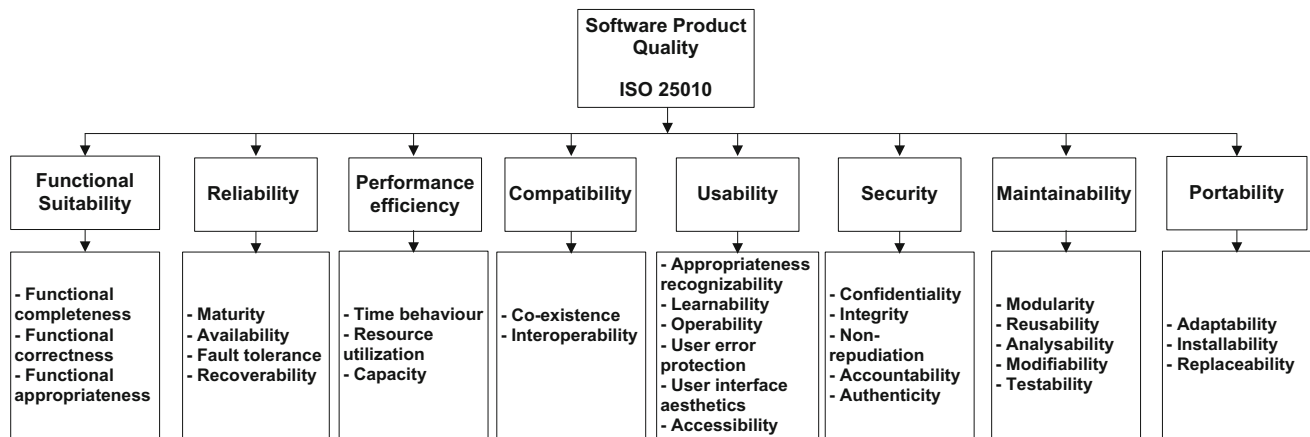 Software Product
Quality
ISO 25010
Functional
Suitability
Reliability
Performance
efficiency
Compatibility
Usability
Security
Maintainability
Portability
- Functional
completeness
- Functional
correctness
- Functional
appropriateness
- Maturity
- Availability
- Fault tolerance
- Recoverability
- Time behaviour
- Resource
utilization
- Capacity
- Co-existence
- Interoperability
- Appropriateness
recognizability
- Learnability
- Operability
- User error
protection
- User interface
aesthetics
- Accessibility
- Confidentiality
- Integrity
- Non-
repudiation
- Accountability
- Authenticity
- Modularity
- Reusability
- Analysability
- Modifiability
- Testability
- Adaptability
- Installability
- Replaceability